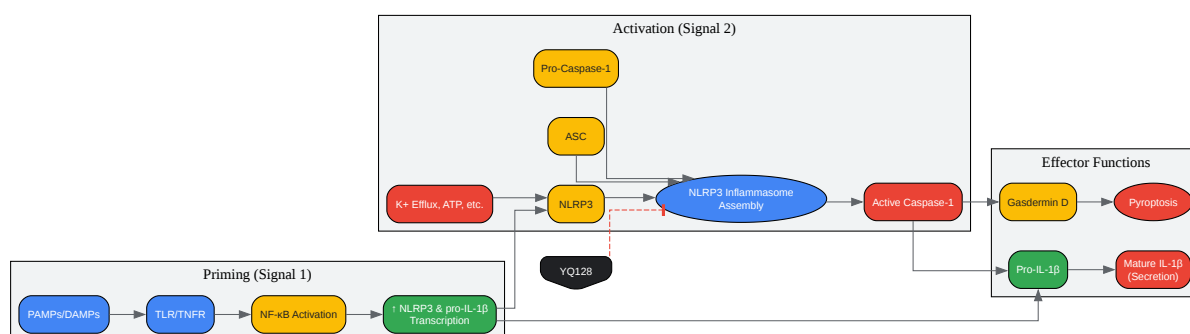 Activation (Signal 2)
Pro-Caspase-1
ASC
K+ Efflux, ATP, etc.
NLRP3
NLRP3 Inflammasome
Assembly
Active Caspase-1
YQ128
Effector Functions
Gasdermin D
Pyroptosis
Pro-IL-1β
Mature IL-1β
(Secretion)
Priming (Signal 1)
PAMPs/DAMPs
TLR/TNFR
NF-κB Activation
↑ NLRP3 & pro-IL-1β
Transcription